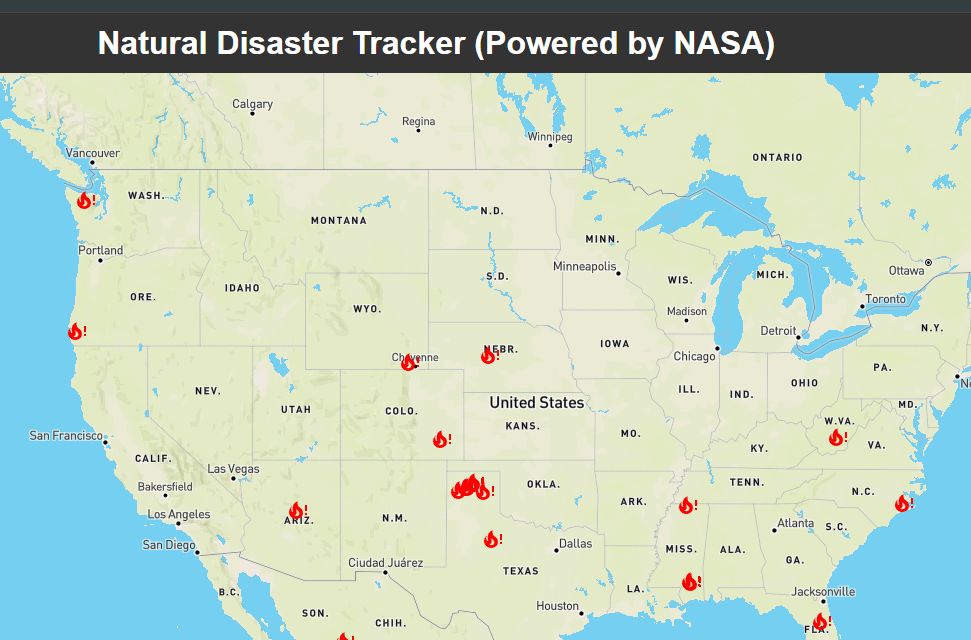 Natural Disaster Tracker (Powered by NASA)
Calgary
Regina
Winnipeg
Vancouver
ONTARIO
WASH.
MONTANA
N.D.
MINN.
Portland
Minneapolis
Ottawa
S.D.
WIS.
MICH.
IDAHO
ORE.
Toronto
WYO.
Madison
Detroit
N.Y.
IOWA
Cheyenne
NEBR.
Chicago
PA.
OHIO
NEV.
ILL.
IND.
UTAH
COLO.
United States
MD.
San Francisco
KANS.
MO.
W.VA.
VA.
CALIF.
KY.
Las Vegas
Bakersfield
OKLA.
TENN.
N.C.
ARK.
Los Angeles
ARIZ.
N.M.
Atlanta
S.C.
San Diego
Dallas
MISS.
ALA.
GA.
Ciudad Juárez
TEXAS
B.C.
LA.
Jacksonville
Houston
SON.
CHIH.
FLA.